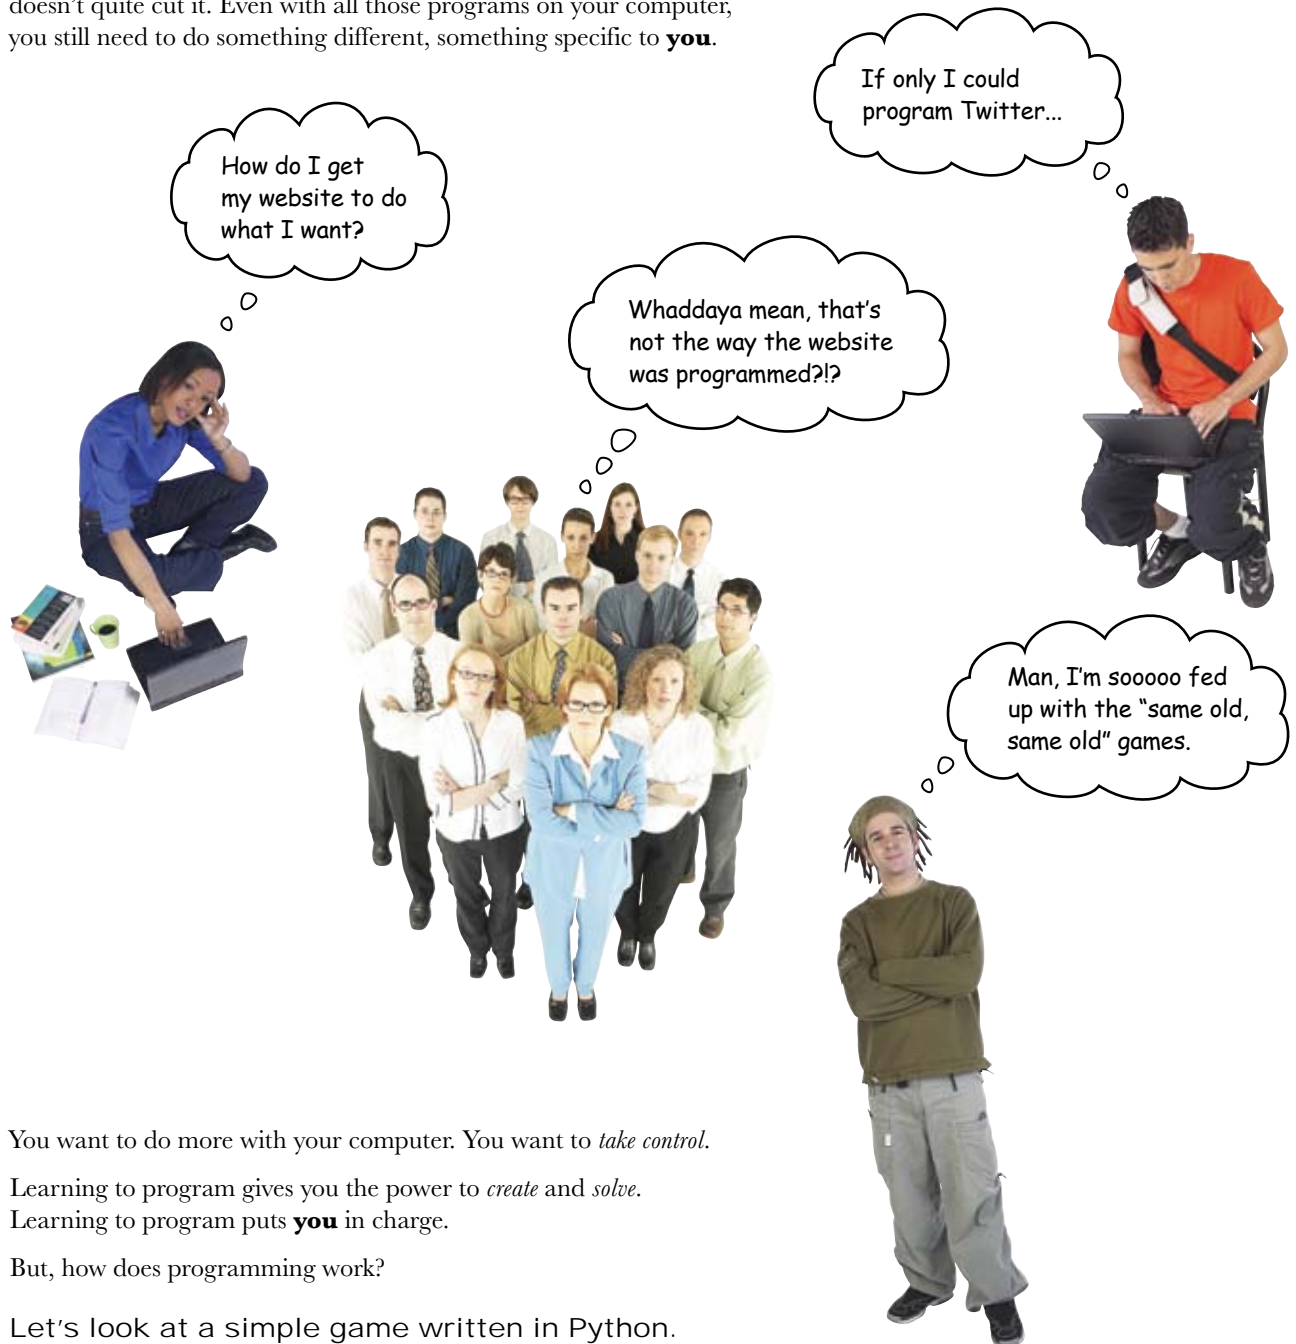 doesn't quite cut it. Even with all those programs on your computer,
you still need to do something different, something specific to you.
If only I could
program Twitter...
How do I get
my website to do
what I want?
Whaddaya mean, that's
not the way the website
was programmed?!?
Man, I'm sooooo fed
up with the “same old,
same old” games.
You want to do more with your computer. You want to take control.
Learning to program gives you the power to create and solve.
Learning to program puts you in charge.
But, how does programming work?
Let's look at a simple game written in Python.